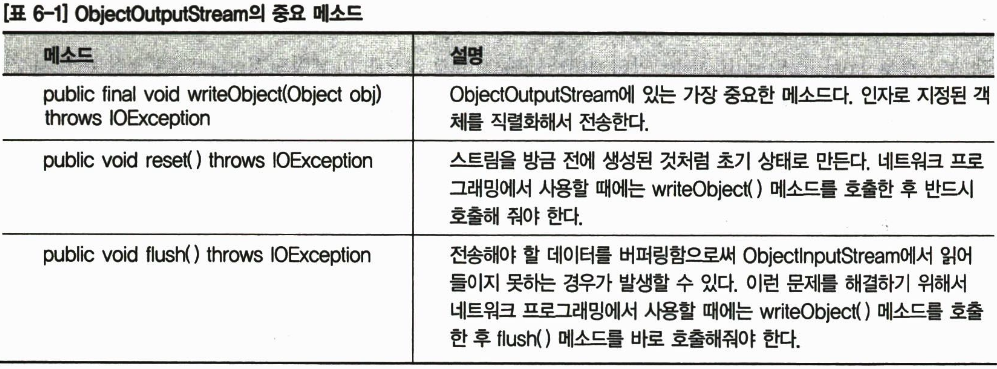 [표 6-1] ObjectOutputStream의 중요 메소드
메소드
설명
public final void writeObject(Object obj)
throws IOException
ObjectOutputStream에 있는 가장 중요한 메소드다. 인자로 지정된 객
체를 직렬화해서 전송한다.
public void reset( ) throws IOException
스트림을 방금 전에 생성된 것처럼 초기 상태로 만든다. 네트워크 프로
그래밍에서 사용할 때에는 writeObject( ) 메소드를 호출한 후 반드시
호출해 줘야 한다.
public void flush( ) throws IOException
전송해야 할 데이터를 버퍼링함으로써 ObjectInputStream에서 읽어
들이지 못하는 경우가 발생할 수 있다. 이런 문제를 해결하기 위해서
네트워크 프로그래밍에서 사용할 때에는 writeObject( ) 메소드를 호출
한 후 flush( ) 메소드를 바로 호출해줘야 한다.